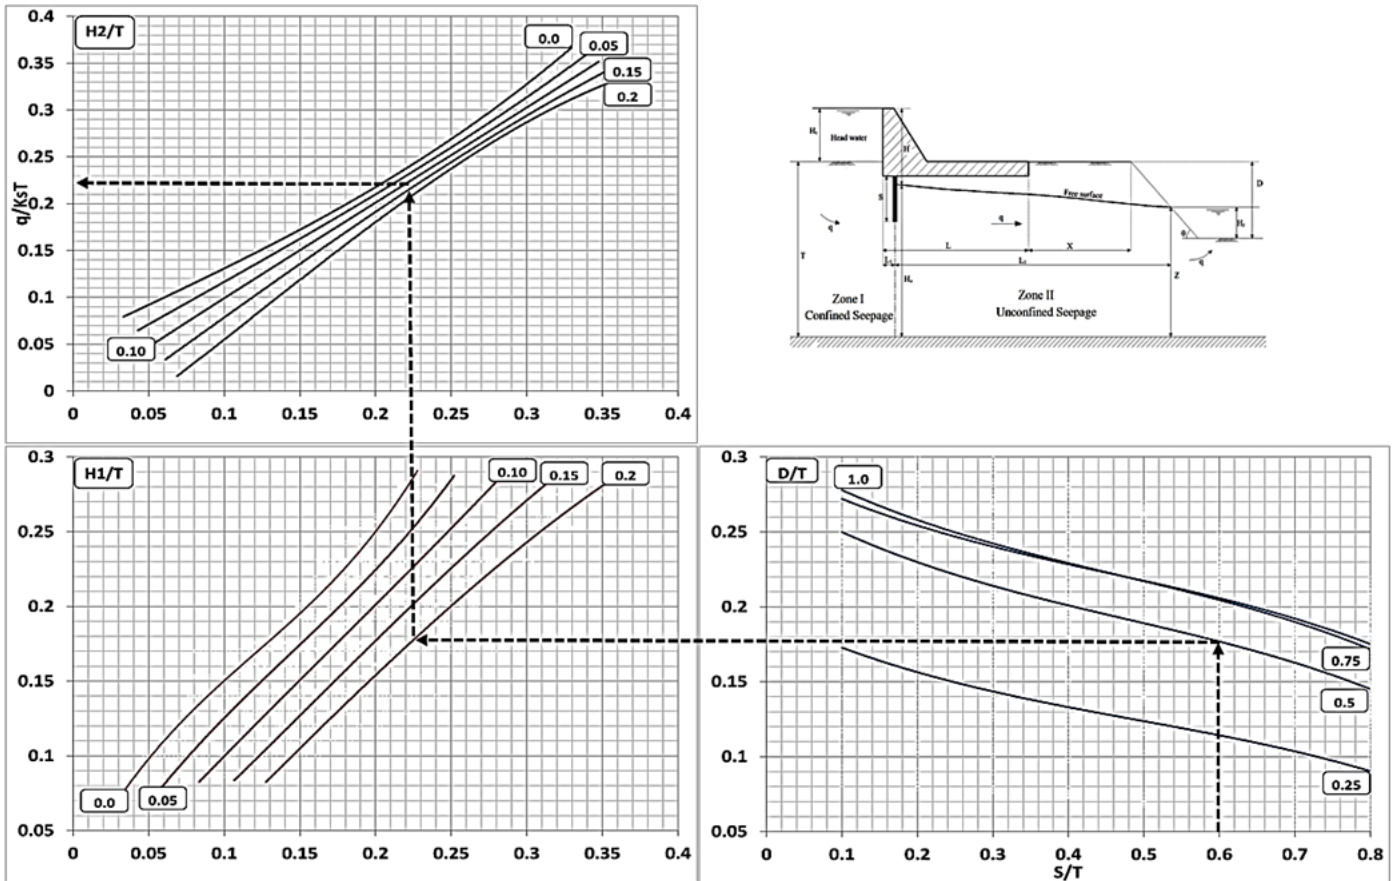 H2/T
0.4
0.35
0.3
0.25
0.2
0.15
0.1
0.05
0
q/KsT
0.0
0.05
0.15
0.2
0.10
0 0.05 0.1 0.15 0.2 0.25 0.3 0.35 0.4
Head water
H
S
D
T
Free surface
q
q
q
L
X
Z
Zone I
Confined Seepage
Zone II
Unconfined Seepage
H1/T
0.3
0.25
0.2
0.15
0.1
0.05
0.10
0.15
0.2
0.0
0.05
0 0.05 0.1 0.15 0.2 0.25 0.3 0.35 0.4
D/T
0.3
0.25
0.2
0.15
0.1
0.05
1.0
0.75
0.5
0.25
0 0.1 0.2 0.3 0.4 0.5 0.6 0.7 0.8
S/T